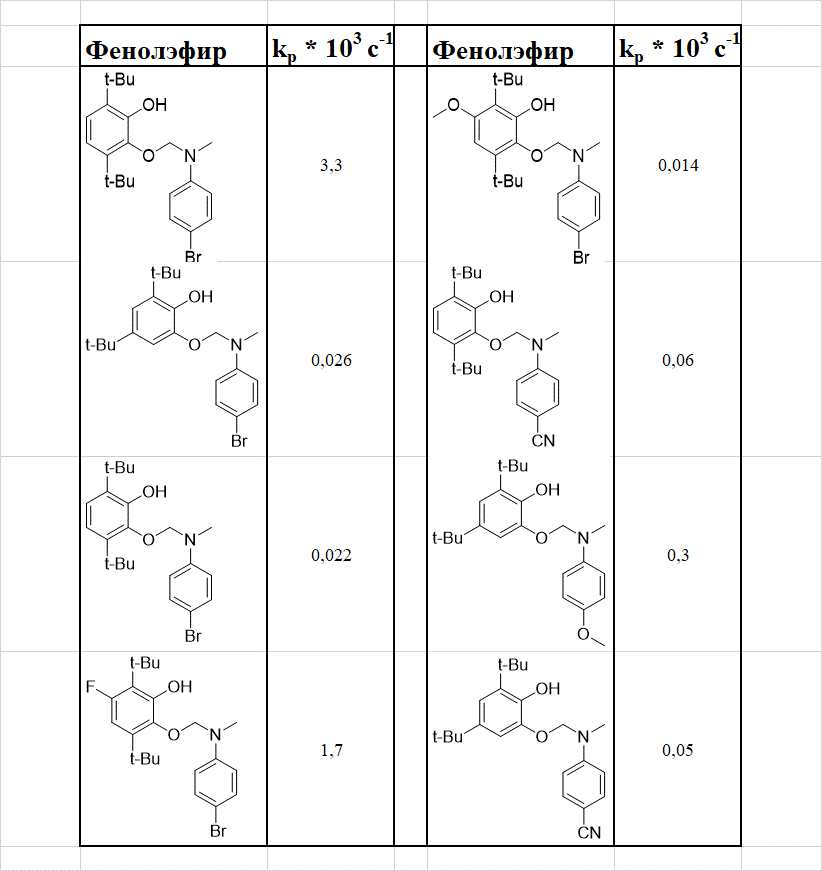 Фенолэфир k_p * 10^3 c^-1 Фенолэфир k_p * 10^3 c^-1
t-Bu
OH
O
N
t-Bu
Br
3,3
t-Bu
O
OH
O
N
t-Bu
Br
0,014
t-Bu
OH
t-Bu
O
N
Br
0,026
t-Bu
OH
O
N
t-Bu
CN
0,06
t-Bu
OH
O
N
t-Bu
Br
0,022
t-Bu
OH
t-Bu
O
N
O
0,3
t-Bu
F
OH
O
N
t-Bu
Br
1,7
t-Bu
OH
t-Bu
O
N
CN
0,05